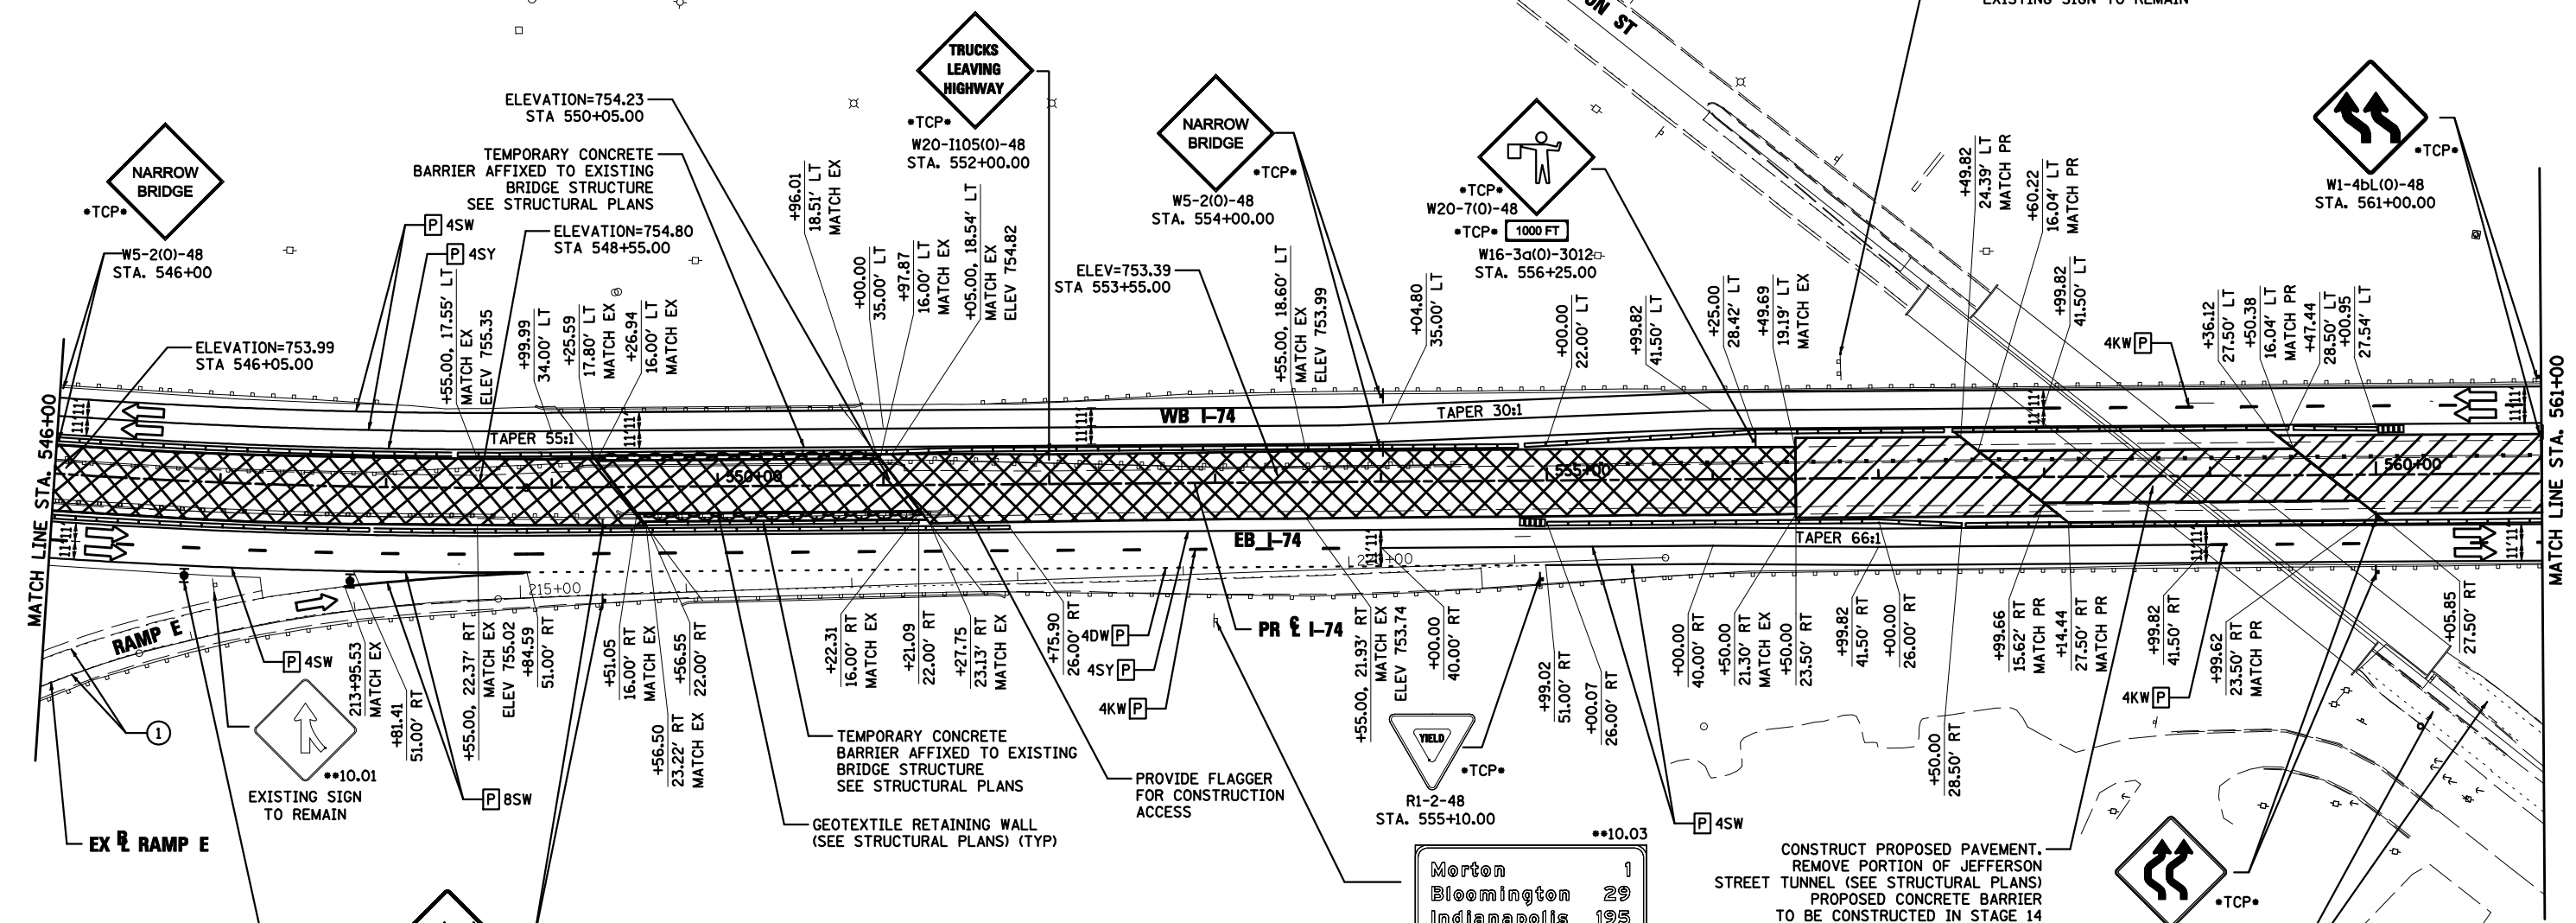 EXISTING SIGN TO REMAIN
ON ST
TRUCKS
LEAVING
HIGHWAY
*TCP*
W20-I105(0)-48
STA. 552+00.00
NARROW
BRIDGE
*TCP*
W5-2(0)-48
STA. 546+00
ELEVATION=754.23
STA 550+05.00
TEMPORARY CONCRETE
BARRIER AFFIXED TO EXISTING
BRIDGE STRUCTURE
SEE STRUCTURAL PLANS
P 4SW
P 4SY
ELEVATION=754.80
STA 548+55.00
ELEVATION=753.99
STA 546+05.00
NARROW
BRIDGE
*TCP*
W5-2(0)-48
STA. 554+00.00
ELEV=753.39
STA 553+55.00
*TCP*
W20-7(0)-48
*TCP* 1000 FT
W16-3a(0)-3012
STA. 556+25.00
*TCP*
W1-4bL(0)-48
STA. 561+00.00
+55.00, 17.55' LT
MATCH EX
ELEV 755.35
+99.99
34.00' LT
+25.59
17.80' LT
MATCH EX
+26.94
16.00' LT
MATCH EX
+96.01
18.51' LT
MATCH EX
+00.00
35.00' LT
+97.87
16.00' LT
MATCH EX
+05.00, 18.54' LT
MATCH EX
ELEV 754.82
+55.00, 18.60' LT
MATCH EX
ELEV 753.99
+04.80
35.00' LT
+00.00
22.00' LT
+99.82
41.50' LT
+25.00
28.42' LT
+49.69
19.19' LT
MATCH EX
+49.82
24.39' LT
MATCH PR
+60.22
16.04' LT
MATCH PR
+99.82
41.50' LT
4KW P
+36.12
27.50' LT
+50.38
16.04' LT
MATCH PR
+47.44
28.50' LT
+00.95
27.54' LT
MATCH LINE STA. 546+00
11' 11'
TAPER 55:1
11' 11'
11' 11'
WB I-74
TAPER 30:1
11' 11'
11' 11'
MATCH LINE STA. 561+00
550+00
555+00
560+00
11' 11'
EB I-74
11' 11'
TAPER 66:1
11' 11'
11' 11'
215+00
220+00
RAMP E
P 4SW
1
**10.01
EXISTING SIGN
TO REMAIN
EX B̲L RAMP E
213+95.53
MATCH EX
+81.41
51.00' RT
P 8SW
+55.00, 22.37' RT
MATCH EX
ELEV 755.02
+84.59
51.00' RT
+51.05
16.00' RT
MATCH EX
+56.50
23.22' RT
MATCH EX
+56.55
22.00' RT
+22.31
16.00' RT
MATCH EX
+21.09
22.00' RT
+27.75
23.13' RT
MATCH EX
+75.90
26.00' RT
4DW P
4SY P
4KW P
TEMPORARY CONCRETE
BARRIER AFFIXED TO EXISTING
BRIDGE STRUCTURE
SEE STRUCTURAL PLANS
GEOTEXTILE RETAINING WALL
(SEE STRUCTURAL PLANS) (TYP)
PROVIDE FLAGGER
FOR CONSTRUCTION
ACCESS
PR ℄ I-74
+55.00, 21.93' RT
MATCH EX
ELEV 753.74
+00.00
40.00' RT
YIELD
*TCP*
R1-2-48
STA. 555+10.00
+99.02
51.00' RT
+00.07
26.00' RT
+00.00
40.00' RT
+50.00
21.30' RT
MATCH EX
+50.00
23.50' RT
+99.82
41.50' RT
+00.00
26.00' RT
+50.00
28.50' RT
+99.66
15.62' RT
MATCH PR
+14.44
27.50' RT
MATCH PR
+99.82
41.50' RT
+99.62
23.50' RT
MATCH PR
+05.85
27.50' RT
4KW P
P 4SW
**10.03
Morton 1
Bloomington 29
Indianapolis 195
CONSTRUCT PROPOSED PAVEMENT.
REMOVE PORTION OF JEFFERSON
STREET TUNNEL (SEE STRUCTURAL PLANS)
PROPOSED CONCRETE BARRIER
TO BE CONSTRUCTED IN STAGE 14
*TCP*